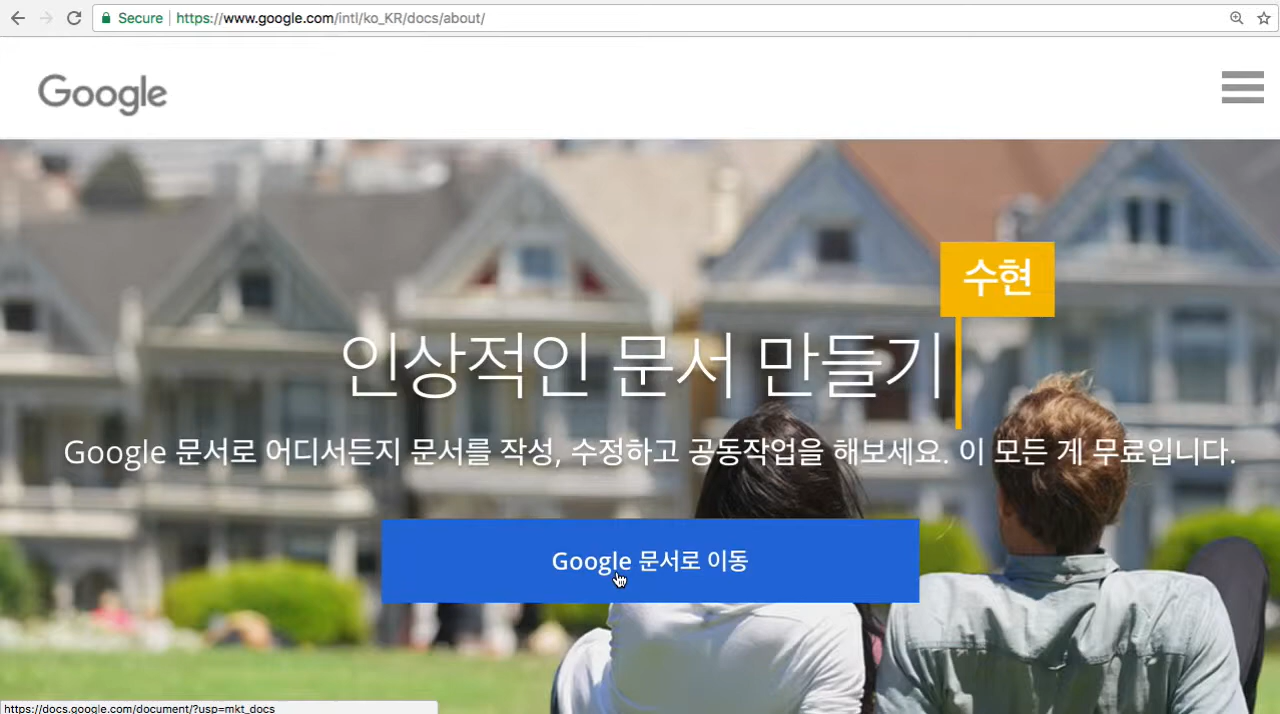 Secure https://www.google.com/intl/ko_KR/docs/about/
Google
수현
인상적인 문서 만들기
Google 문서로 어디서든지 문서를 작성, 수정하고 공동작업을 해보세요. 이 모든 게 무료입니다.
Google 문서로 이동
https://docs.google.com/document/?usp=mkt_docs